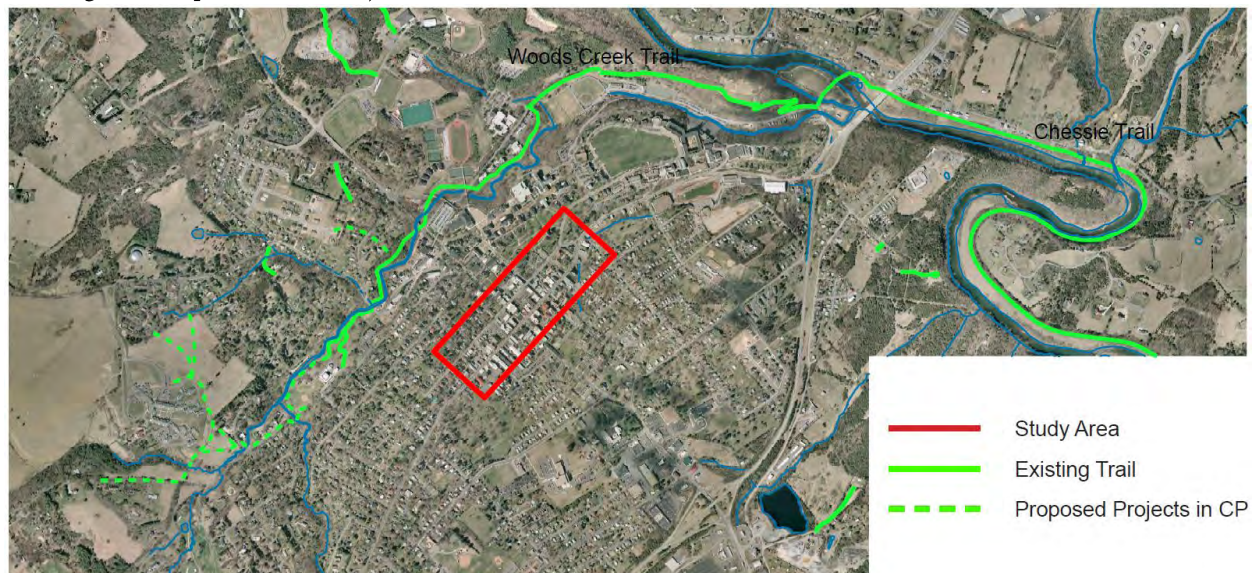 Woods Creek Trail
Chessie Trail
Study Area
Existing Trail
Proposed Projects in CP